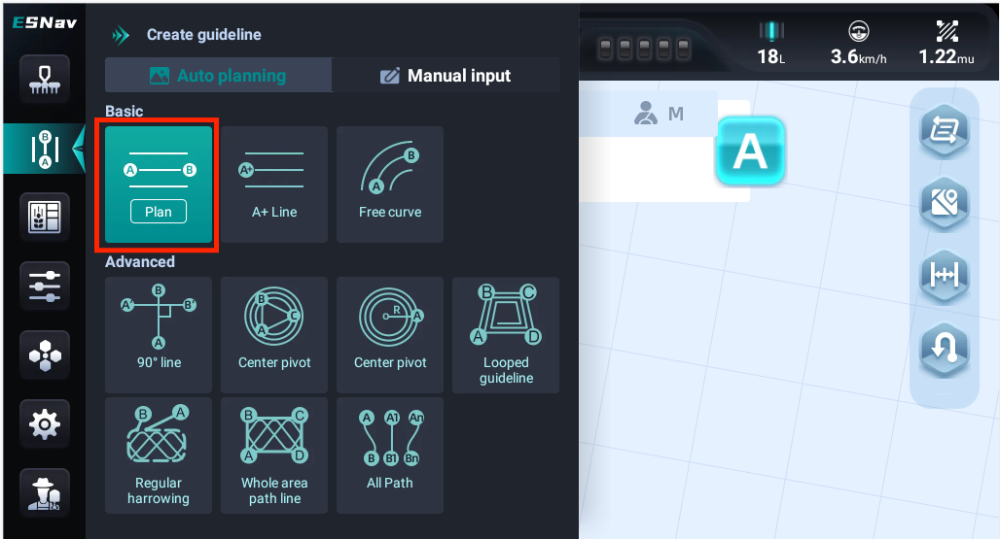 ESNav
Create guideline
Auto planning
Manual input
18L
3.6km/h
1.22mu
Basic
M
A
A
B
Plan
A+
A+ Line
A
B
Free curve
Advanced
B
A'
B'
A
90° line
B
C
A
Center pivot
R
A
Center pivot
B
C
A
D
Looped
guideline
B
A
Regular
harrowing
B
C
A
D
Whole area
path line
A
A1
An
B
B1
Bn
All Path
B
A